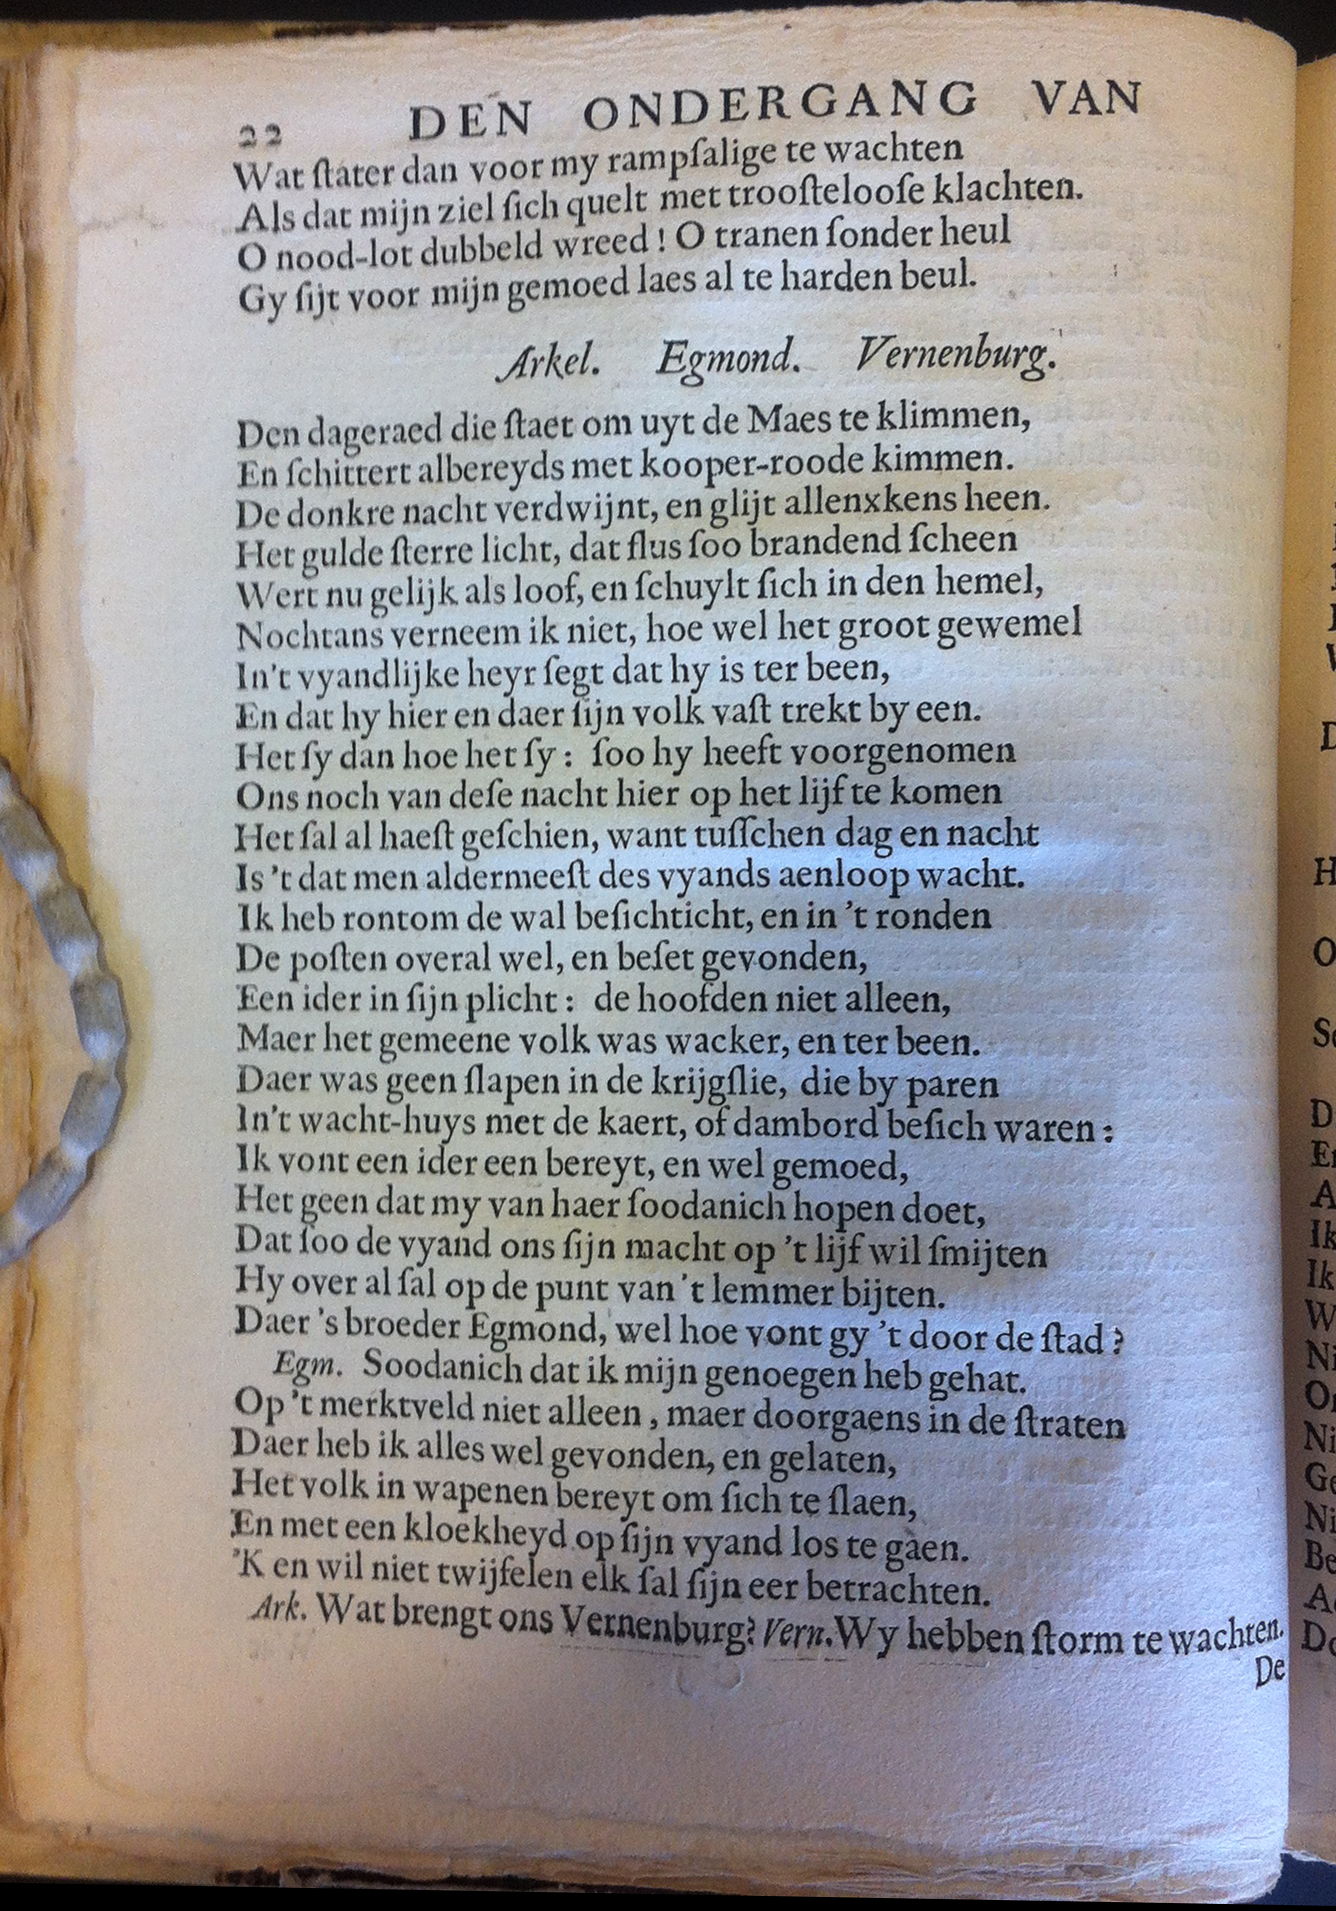 22 DEN ONDERGANG VAN
Wat ſtater dan voor my rampſalige te wachten
Als dat mijn ziel ſich quelt met trooſtelooſe klachten.
O nood-lot dubbeld wreed! O tranen ſonder heul
Gy ſijt voor mijn gemoed laes al te harden beul.
Arkel. Egmond. Vernenburg.
Den dageraed die ſtaet om uyt de Maes te klimmen,
En ſchittert albereyds met kooper-roode kimmen.
De donkre nacht verdwijnt, en glijt allenxkens heen.
Het gulde ſterre licht, dat flus ſoo brandend ſcheen
Wert nu gelijk als loof, en ſchuylt ſich in den hemel,
Nochtans verneem ik niet, hoe wel het groot gewemel
In't vyandlijke heyr ſegt dat hy is ter been,
En dat hy hier en daer ſijn volk vaſt trekt by een.
Het ſy dan hoe het ſy: ſoo hy heeft voorgenomen
Ons noch van deſe nacht hier op het lijf te komen
Het ſal al haeſt geſchien, want tuſſchen dag en nacht
Is 't dat men aldermeeſt des vyands aenloop wacht.
Ik heb rontom de wal beſichticht, en in 't ronden
De poſten overal wel, en beſet gevonden,
Een ider in ſijn plicht: de hoofden niet alleen,
Maer het gemeene volk was wacker, en ter been.
Daer was geen ſlapen in de krijgſlie, die by paren
In't wacht-huys met de kaert, of dambord beſich waren:
Ik vont een ider een bereyt, en wel gemoed,
Het geen dat my van haer ſoodanich hopen doet,
Dat ſoo de vyand ons ſijn macht op 't lijf wil ſmijten
Hy over al ſal op de punt van 't lemmer bijten.
Daer 's broeder Egmond, wel hoe vont gy 't door de ſtad?
Egm. Soodanich dat ik mijn genoegen heb gehat.
Op 't merktveld niet alleen, maer doorgaens in de ſtraten
Daer heb ik alles wel gevonden, en gelaten,
Het volk in wapenen bereyt om ſich te ſlaen,
En met een kloekheyd op ſijn vyand los te gaen.
'K en wil niet twijfelen elk ſal ſijn eer betrachten.
Ark. Wat brengt ons Vernenburg? Vern. Wy hebben ſtorm te wachten.
De